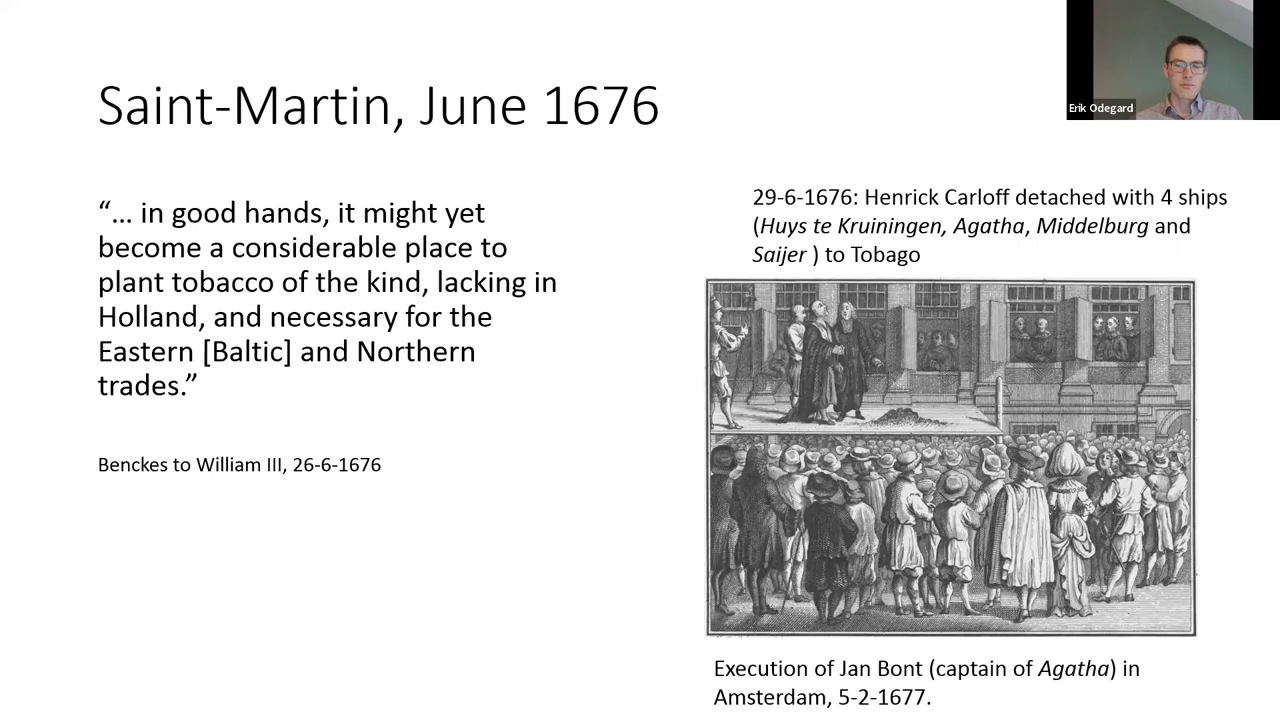 Saint-Martin, June 1676
“... in good hands, it might yet
become a considerable place to
plant tobacco of the kind, lacking in
Holland, and necessary for the
Eastern [Baltic] and Northern
trades.”
Benckes to William III, 26-6-1676
Erik Odegard
29-6-1676: Henrick Carloff detached with 4 ships
(Huys te Kruiningen, Agatha, Middelburg and
Saijer ) to Tobago
Execution of Jan Bont (captain of Agatha) in
Amsterdam, 5-2-1677.